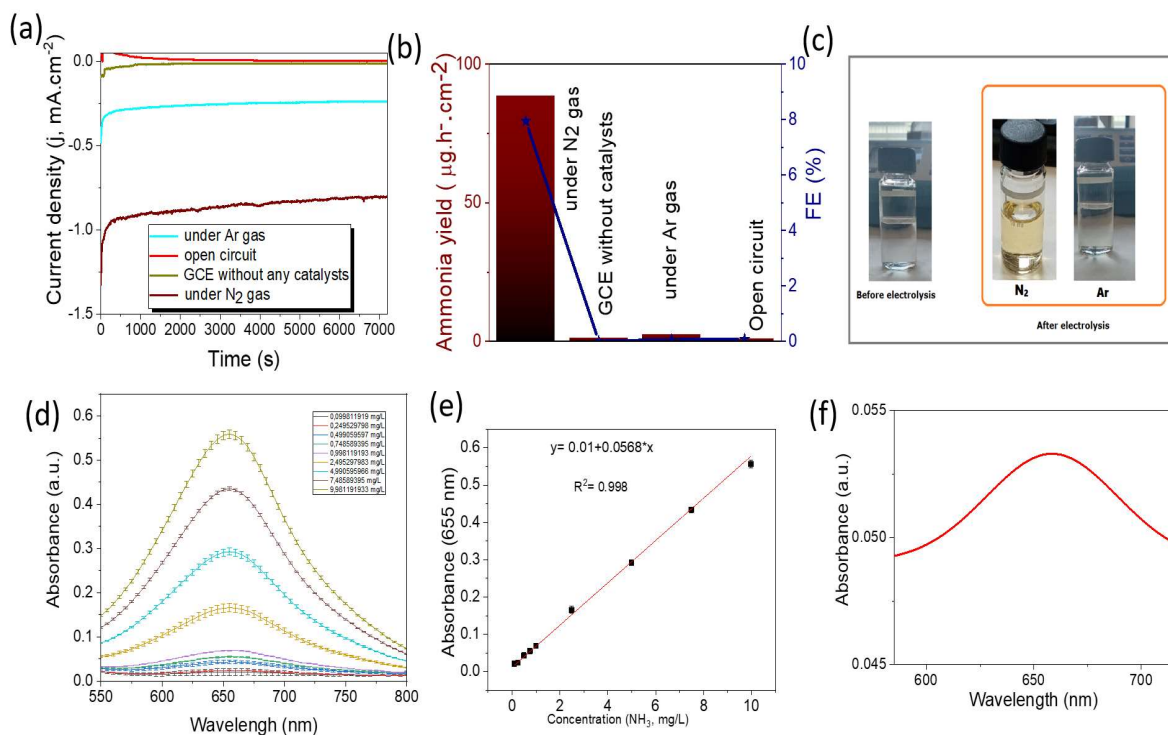 (a)
Current density (j, mA.cm-2)
0.0
-0.5
-1.0
-1.5
under Ar gas
open circuit
GCE without any catalysts
under N2 gas
0 1000 2000 3000 4000 5000 6000 7000
Time (s)
(b)
Ammonia yield ( µg.h-.cm-2)
100
50
0
under N2 gas
GCE without catalysts
under Ar gas
Open circuit
10
8
6
4
2
0
FE (%)
(c)
Before electrolysis
N2
Ar
After electrolysis
(d)
Absorbance (a.u.)
0.6
0.5
0.4
0.3
0.2
0.1
0.0
0,099811919 mg/L
0,249529798 mg/L
0,499059597 mg/L
0,748589395 mg/L
0,998119193 mg/L
2,495297983 mg/L
4,990595966 mg/L
7,48589395 mg/L
9,981191933 mg/L
550 600 650 700 750 800
Wavelengh (nm)
(e)
Absorbance (655 nm)
0.6
0.5
0.4
0.3
0.2
0.1
0.0
y= 0.01+0.0568*x
R2= 0.998
0 2 4 6 8 10
Concentration (NH3, mg/L)
(f)
Absorbance (a.u.)
0.055
0.050
0.045
600 650 700
Wavelength (nm)